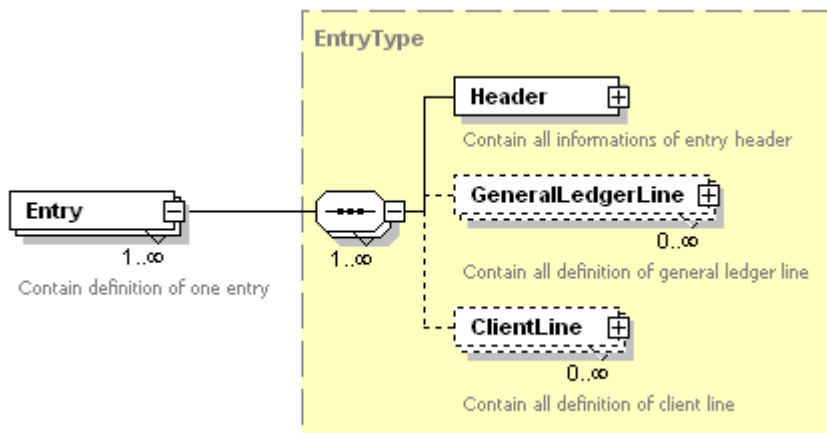 EntryType
Header
Contain all informations of entry header
GeneralLedgerLine
0..∞
Contain all definition of general ledger line
Entry
1..∞
Contain definition of one entry
1..∞
ClientLine
0..∞
Contain all definition of client line